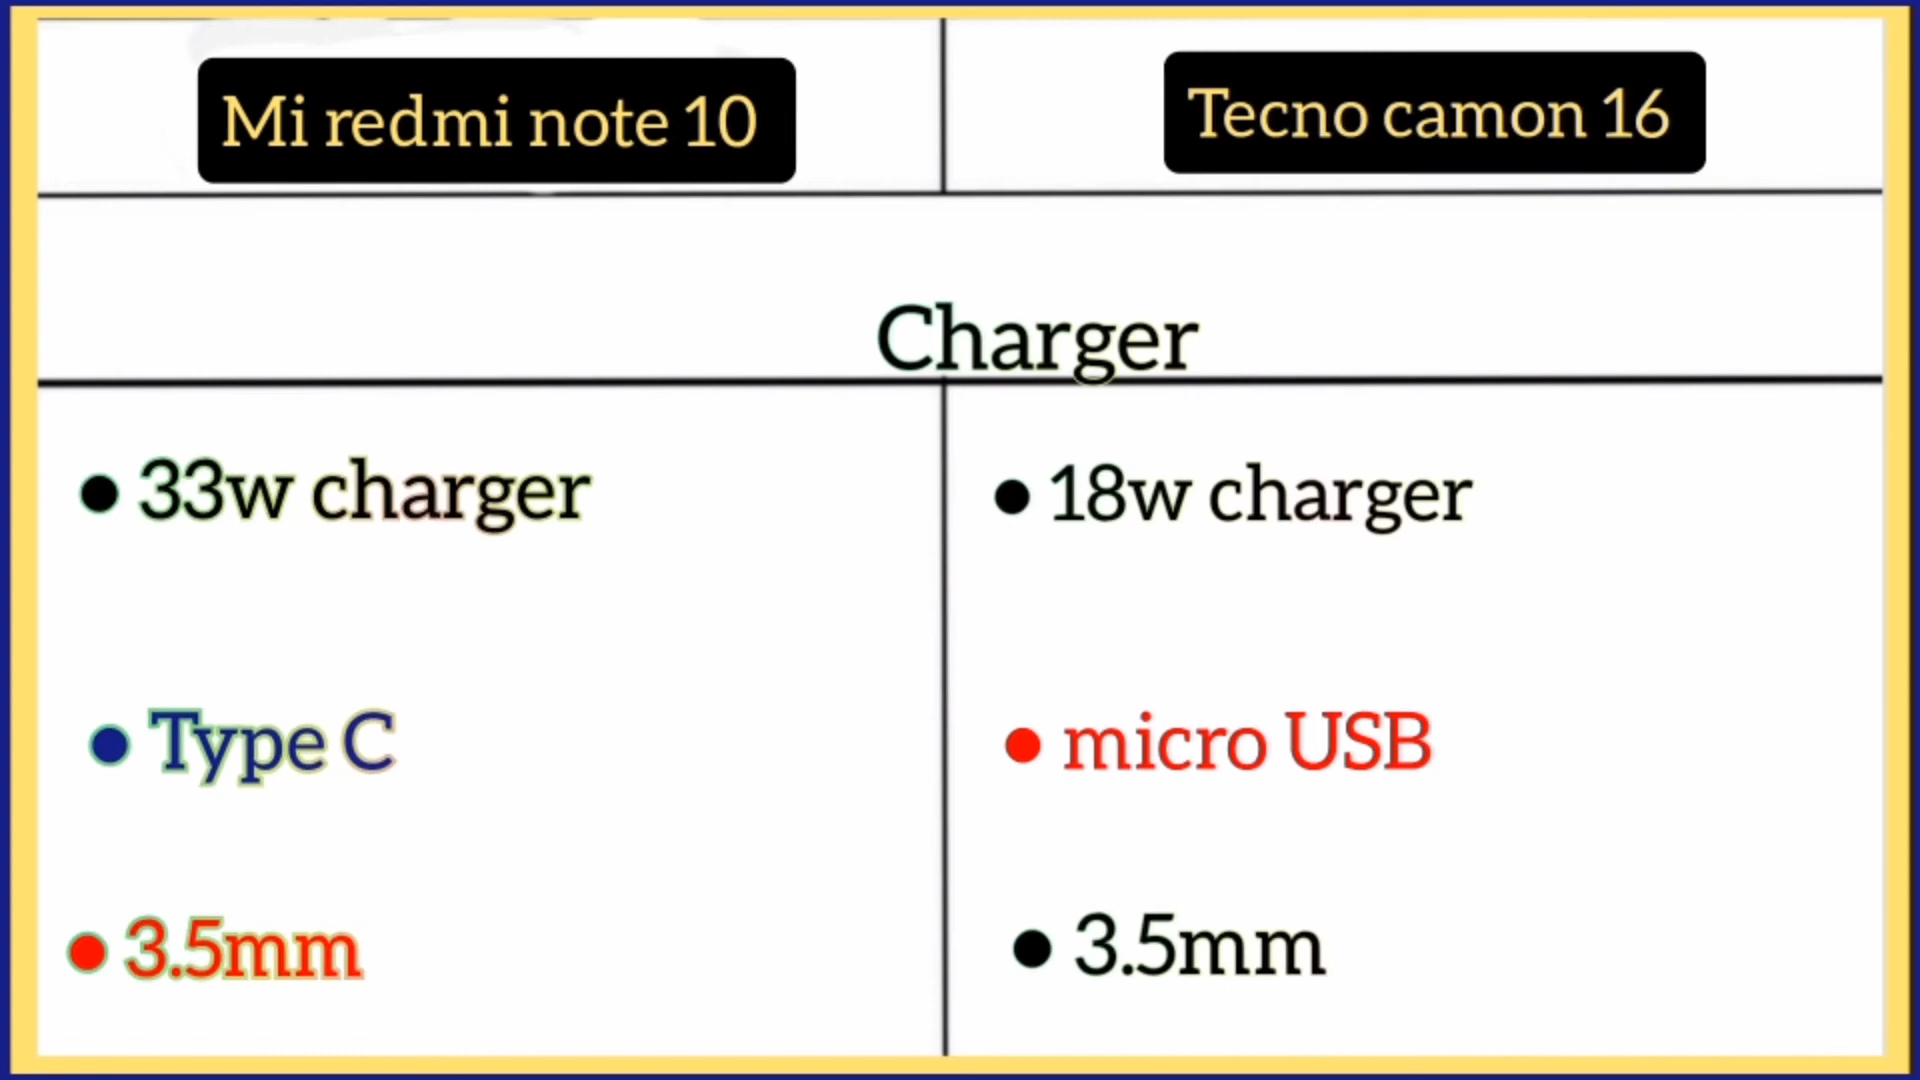 Mi redmi note 10
Tecno camon 16
Charger
● 33w charger
● 18w charger
● Type C
● micro USB
● 3.5mm
● 3.5mm